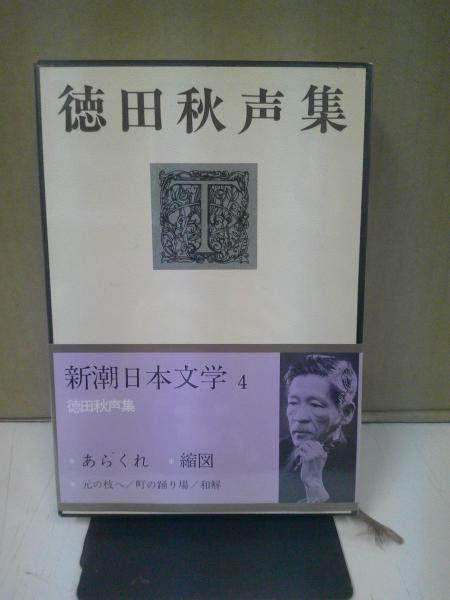 徳田秋声集
T
新潮日本文学 4
徳田秋声集
* あらくれ * 縮図
* 元の枝へ/町の踊り場/和解